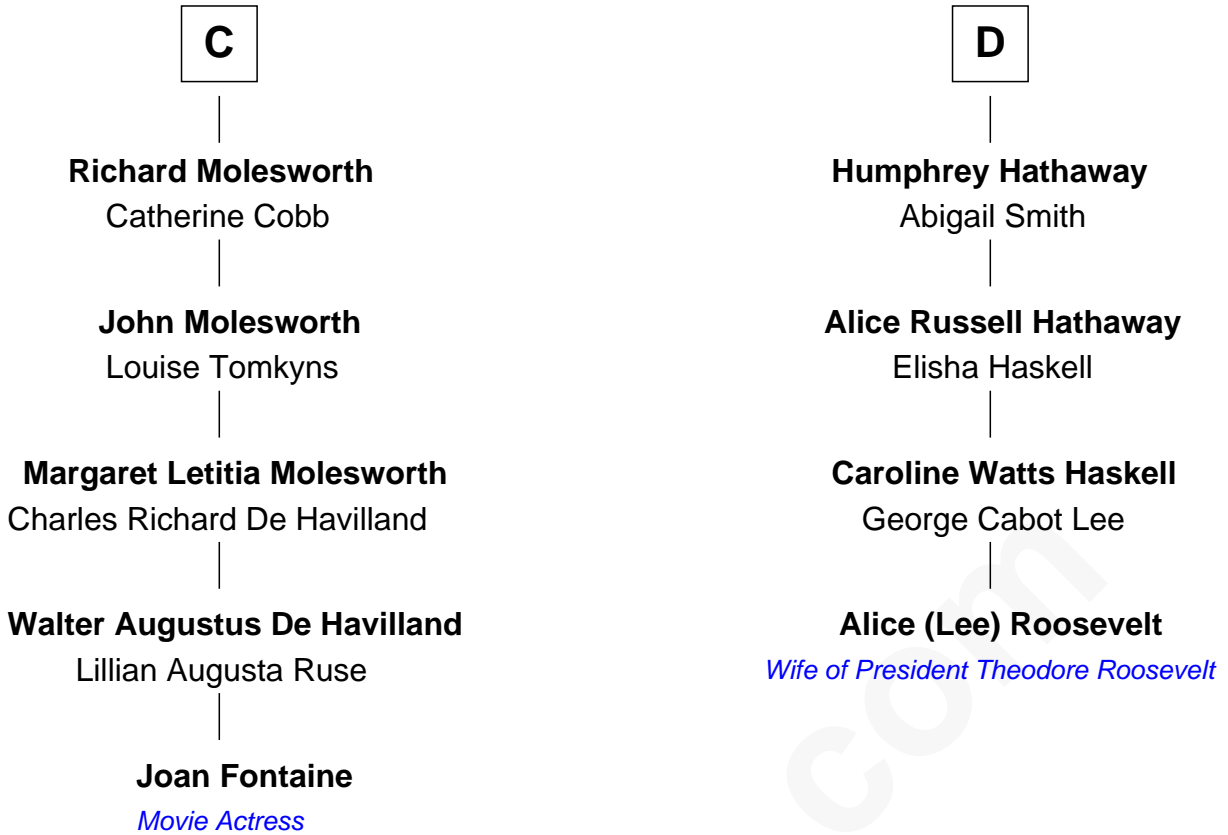 C
Richard Molesworth
Catherine Cobb
John Molesworth
Louise Tomkyns
Margaret Letitia Molesworth
Charles Richard De Havilland
Walter Augustus De Havilland
Lillian Augusta Ruse
Joan Fontaine
Movie Actress
D
Humphrey Hathaway
Abigail Smith
Alice Russell Hathaway
Elisha Haskell
Caroline Watts Haskell
George Cabot Lee
Alice (Lee) Roosevelt
Wife of President Theodore Roosevelt
com